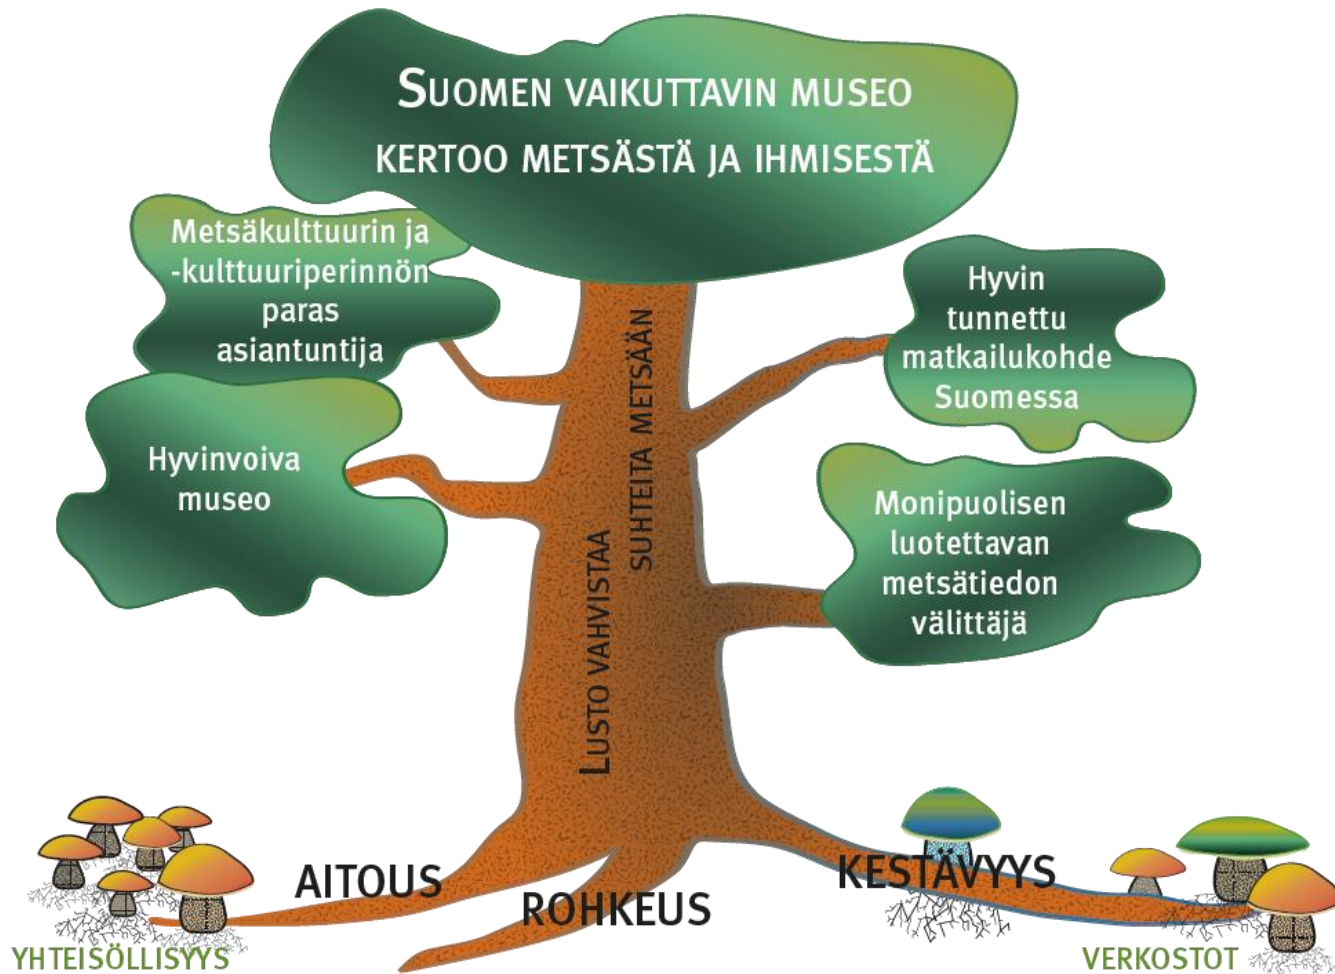 Suomen vaikuttavin museo
kertoo metsästä ja ihmisestä
Metsäkulttuurin ja
-kulttuuriperinnön
paras
asiantuntija
Hyvin
tunnettu
matkailukohde
Suomessa
Hyvinvoiva
museo
Monipuolisen
luotettavan
metsätiedon
välittäjä
Lusto vahvistaa
suhteita metsään
AITOUS
ROHKEUS
KESTÄVYYS
YHTEISÖLLISYYS
VERKOSTOT